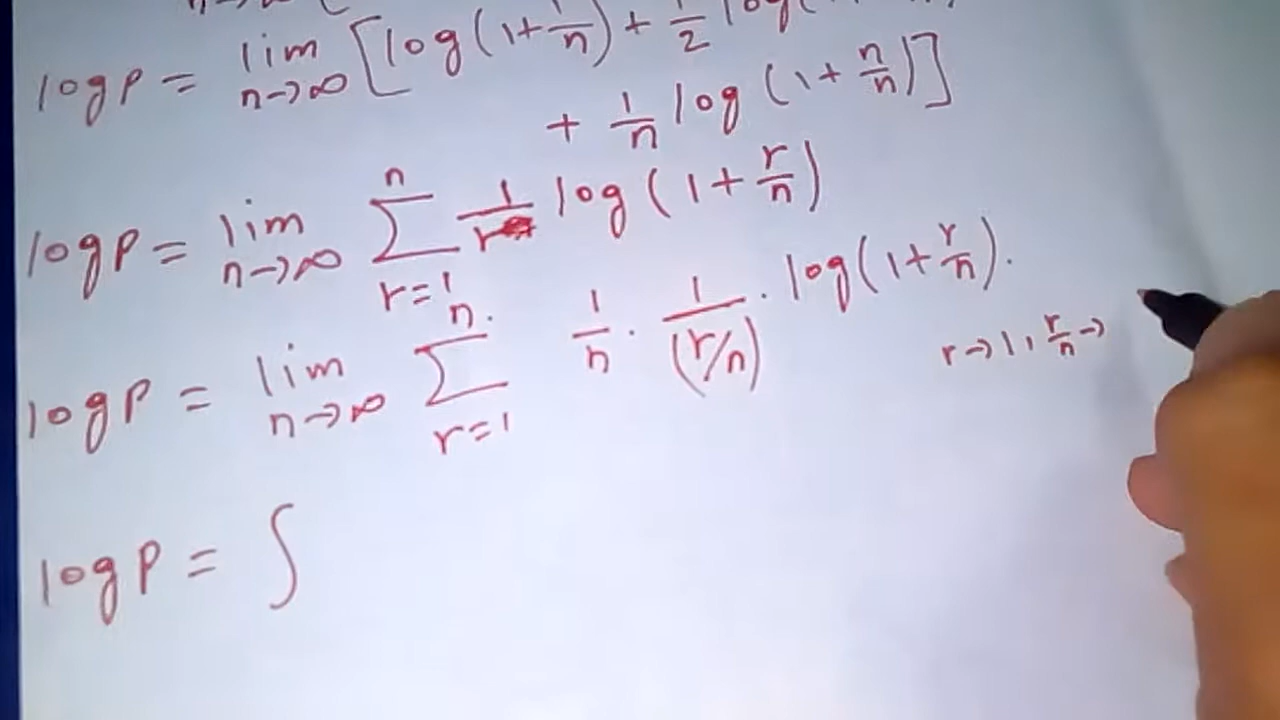 n→∞
log p = lim n→∞ [log(1+1/n) + 1/2 log(
+ 1/n log (1 + n/n)]
log p = lim n→∞ ∑ r=1 n 1/r log (1 + r/n)
log p = lim n→∞ ∑ r=1 n 1/n · 1/(r/n) · log(1 + r/n).
r→1, r/n →
log p = ∫